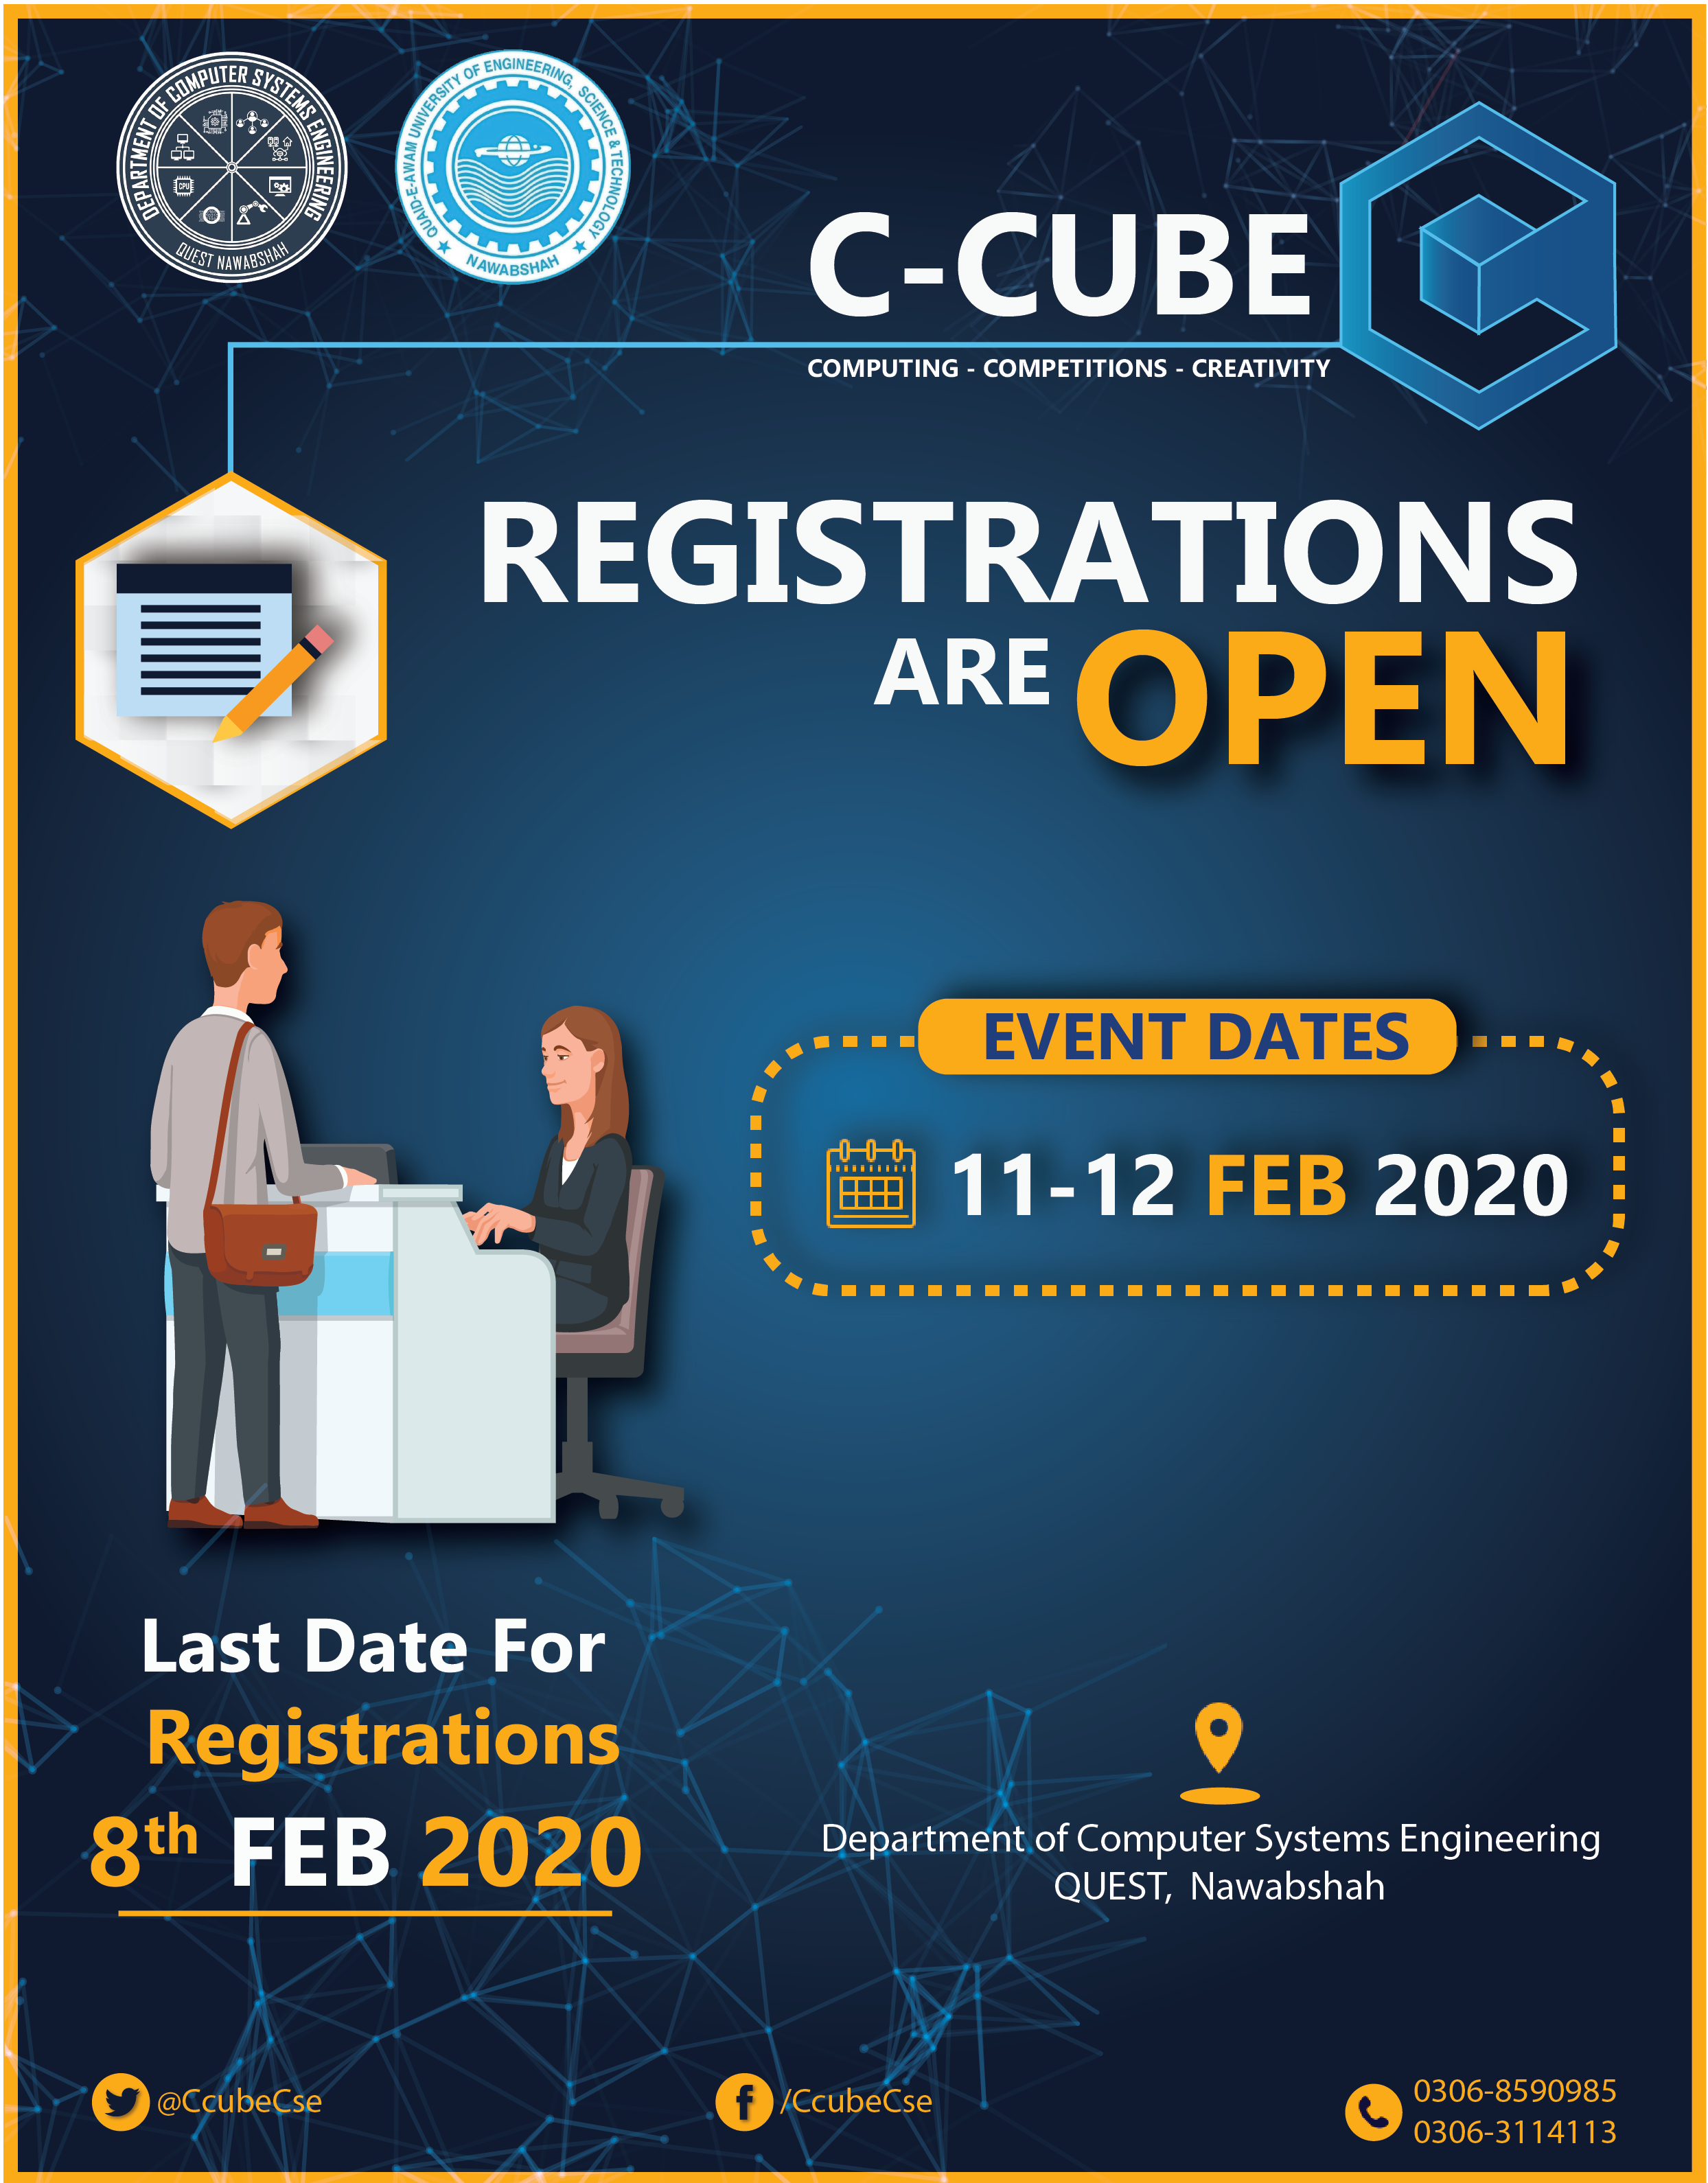 DEPARTMENT OF COMPUTER SYSTEMS ENGINEERING
QUEST NAWABSHAH
CPU
QUAID-E-AWAM UNIVERSITY OF ENGINEERING, SCIENCE & TECHNOLOGY
NAWABSHAH
C-CUBE
COMPUTING - COMPETITIONS - CREATIVITY
REGISTRATIONS
ARE OPEN
EVENT DATES
11-12 FEB 2020
Last Date For
Registrations
8th FEB 2020
Department of Computer Systems Engineering
QUEST, Nawabshah
@CcubeCse
/CcubeCse
0306-8590985
0306-3114113